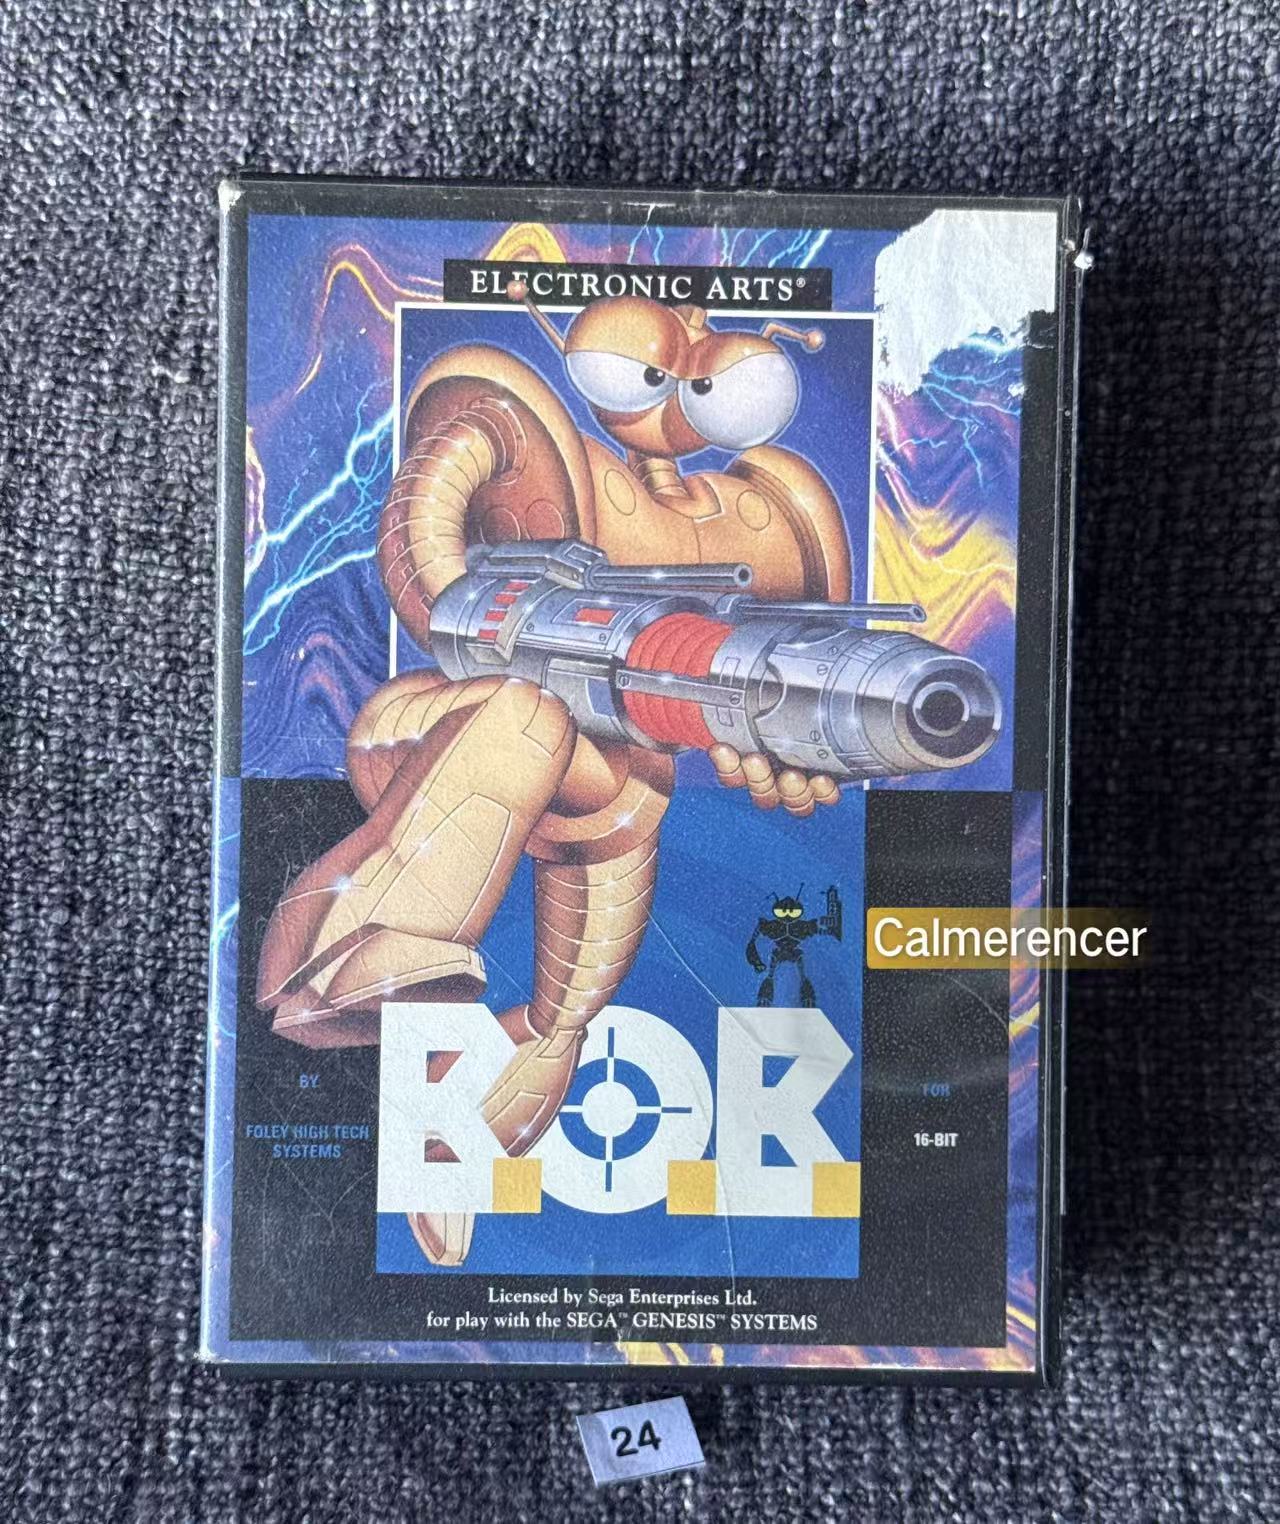 ELECTRONIC ARTS®
Calmerencer
B.O.B.
BY
FOLEY HIGH TECH
SYSTEMS
FOR
16-BIT
Licensed by Sega Enterprises Ltd.
for play with the SEGA™ GENESIS™ SYSTEMS
24